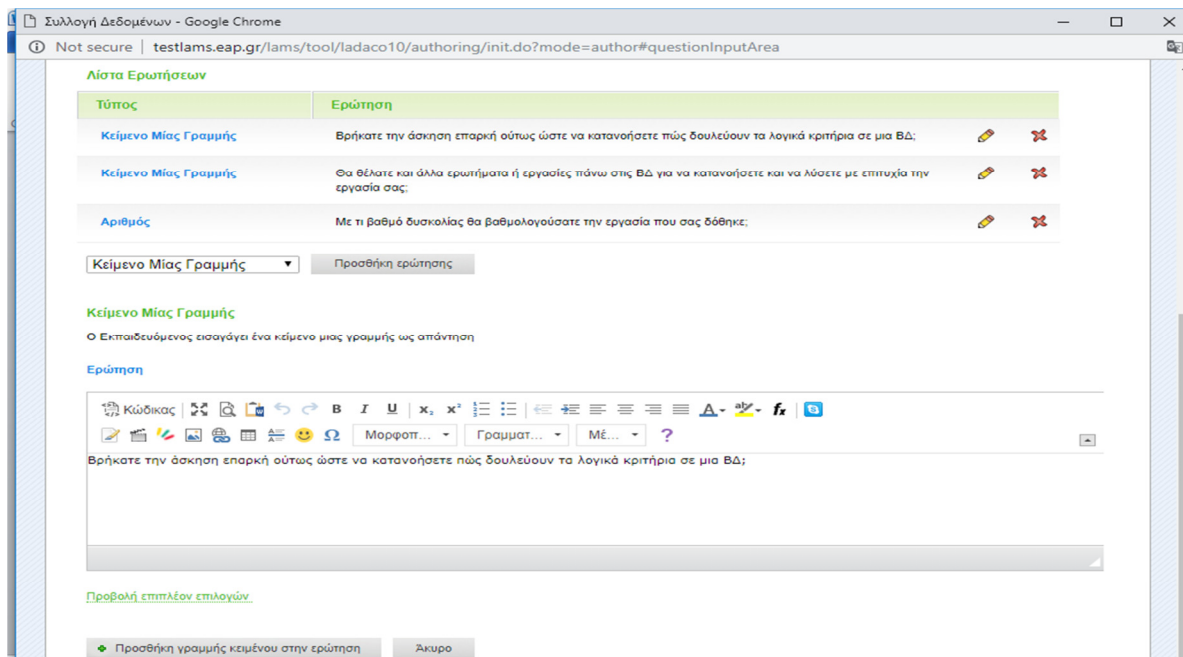 Συλλογή Δεδομένων - Google Chrome
Not secure | testlams.eap.gr/lams/tool/ladaco10/authoring/init.do?mode=author#questionInputArea
Λίστα Ερωτήσεων
Τύπος Ερώτηση
Κείμενο Μίας Γραμμής Βρήκατε την άσκηση επαρκή ούτως ώστε να κατανοήσετε πώς δουλεύουν τα λογικά κριτήρια σε μια ΒΔ;
Κείμενο Μίας Γραμμής Θα θέλατε και άλλα ερωτήματα ή εργασίες πάνω στις ΒΔ για να κατανοήσετε και να λύσετε με επιτυχία την
εργασία σας;
Αριθμός Με τι βαθμό δυσκολίας θα βαθμολογούσατε την εργασία που σας δόθηκε;
Κείμενο Μίας Γραμμής Προσθήκη ερώτησης
Κείμενο Μίας Γραμμής
Ο Εκπαιδευόμενος εισαγάγει ένα κείμενο μιας γραμμής ως απάντηση
Ερώτηση
Κώδικας B I U x₂ x² A ab fx
Ω Μορφοπ... Γραμματ... Μέ... ?
Βρήκατε την άσκηση επαρκή ούτως ώστε να κατανοήσετε πώς δουλεύουν τα λογικά κριτήρια σε μια ΒΔ;
Προβολή επιπλέον επιλογών
Προσθήκη γραμμής κειμένου στην ερώτηση Άκυρο